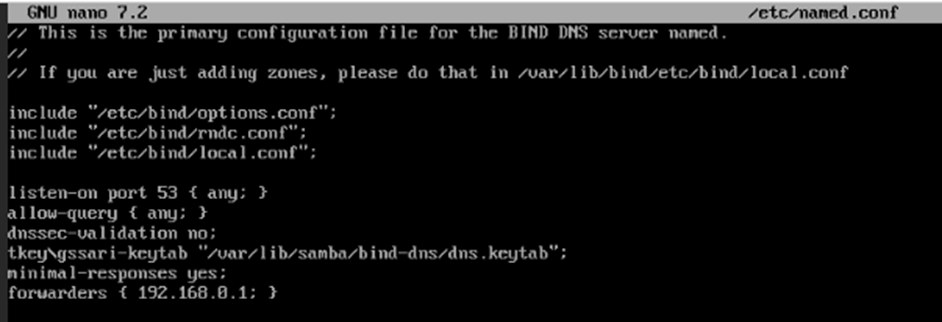 GNU nano 7.2 /etc/named.conf
// This is the primary configuration file for the BIND DNS server named.
//
// If you are just adding zones, please do that in /var/lib/bind/etc/bind/local.conf
include "/etc/bind/options.conf";
include "/etc/bind/rndc.conf";
include "/etc/bind/local.conf";
listen-on port 53 { any; }
allow-query { any; }
dnssec-validation no;
tkey\gssari-keytab "/var/lib/samba/bind-dns/dns.keytab";
minimal-responses yes;
forwarders { 192.168.0.1; }